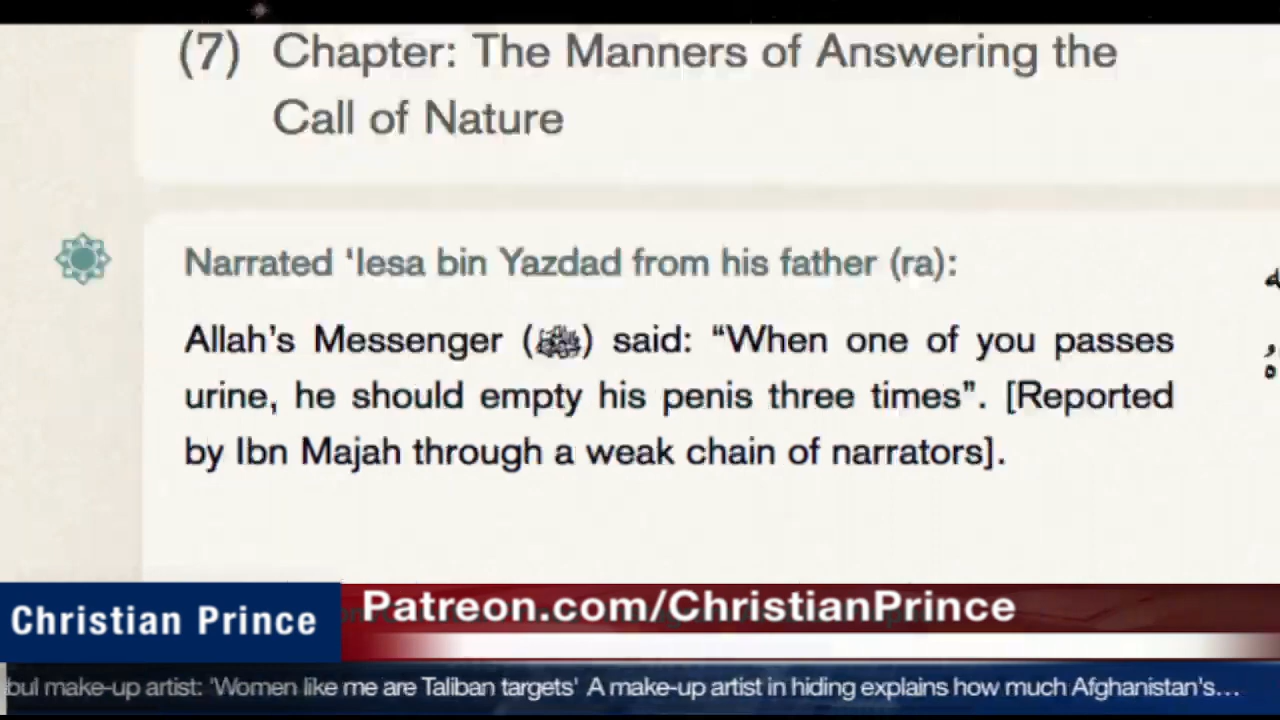 (7) Chapter: The Manners of Answering the
Call of Nature
Narrated 'Iesa bin Yazdad from his father (ra):
Allah's Messenger (ﷺ) said: “When one of you passes
urine, he should empty his penis three times”. [Reported
by Ibn Majah through a weak chain of narrators].
Christian Prince
Patreon.com/ChristianPrince
bul make-up artist: 'Women like me are Taliban targets' A make-up artist in hiding explains how much Afghanistan's...